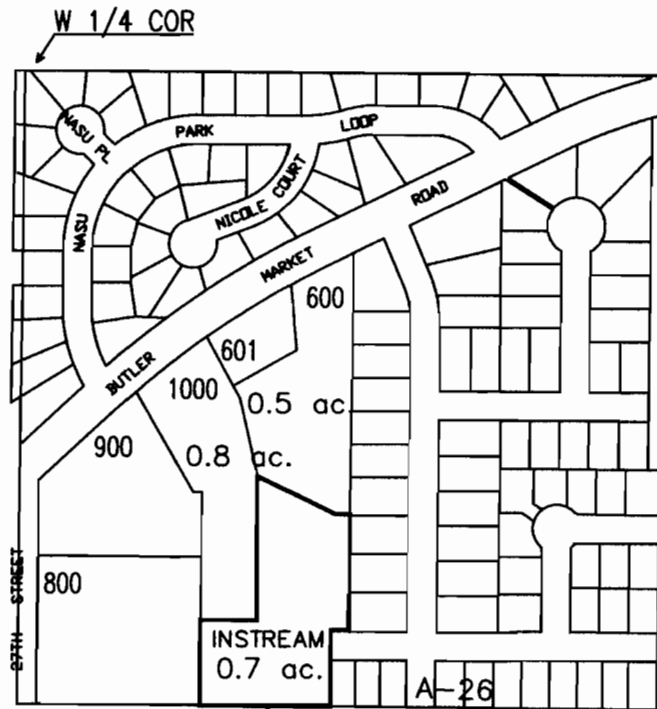 W 1/4 COR
NASU PL
PARK
LOOP
NASU
NICOLE COURT
ROAD
MARKET
600
601
BUTLER
1000
0.5 ac.
900
0.8 ac.
27TH STREET
800
INSTREAM
0.7 ac.
A-26